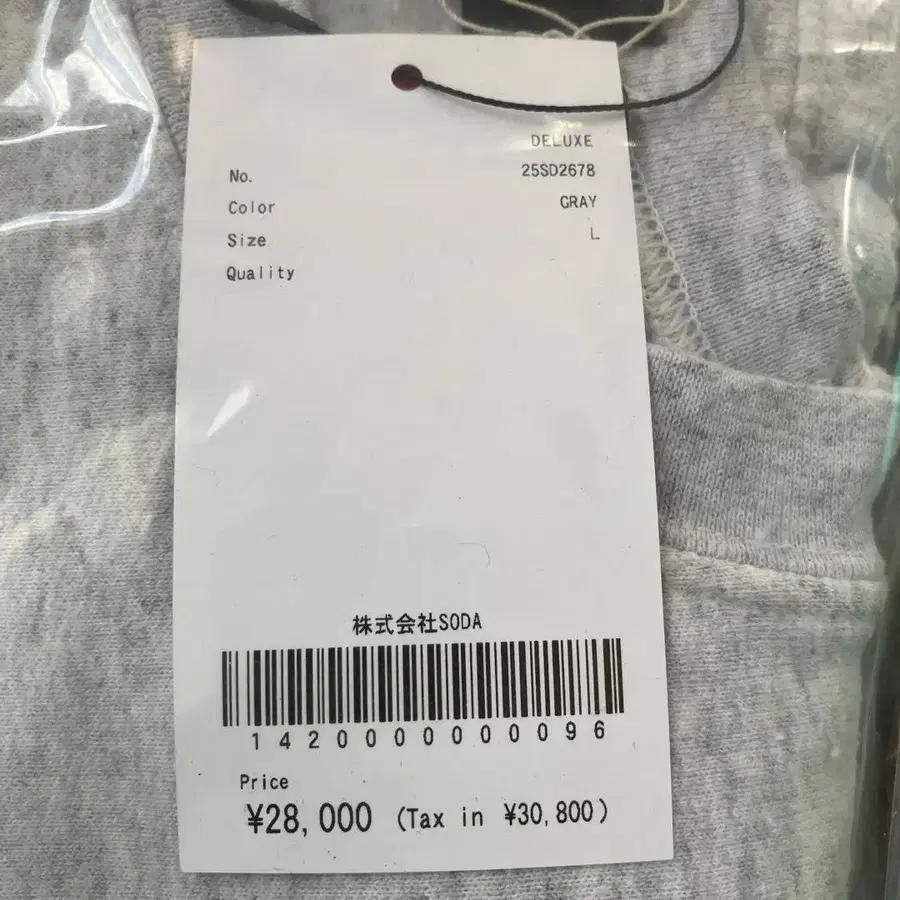 DELUXE
No. 25SD2678
Color GRAY
Size L
Quality
株式会社SODA
1420000000096
Price
¥28,000 (Tax in ¥30,800)